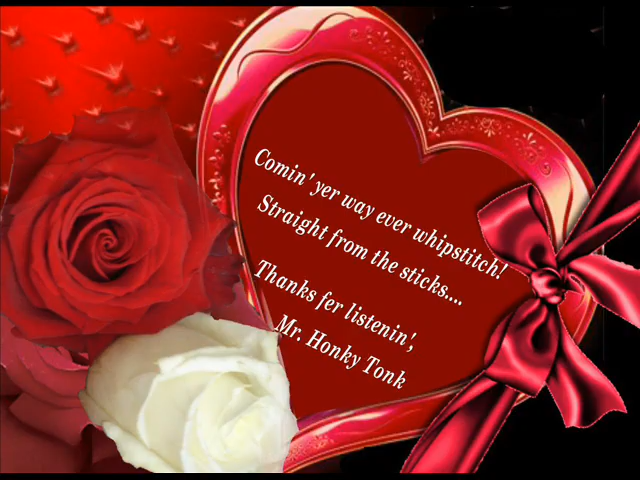 Comin' yer way ever whipstitch!
Straight from the sticks....
Thanks fer listenin',
Mr. Honky Tonk